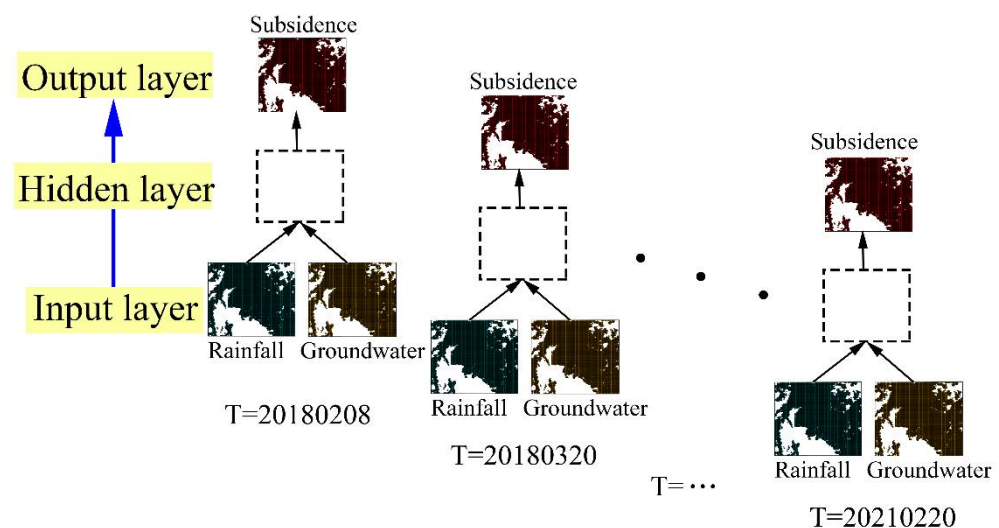 Subsidence
Output layer
Hidden layer
Input layer
Rainfall Groundwater
T=20180208
Subsidence
Rainfall Groundwater
T=20180320
T= ···
Subsidence
Rainfall Groundwater
T=20210220